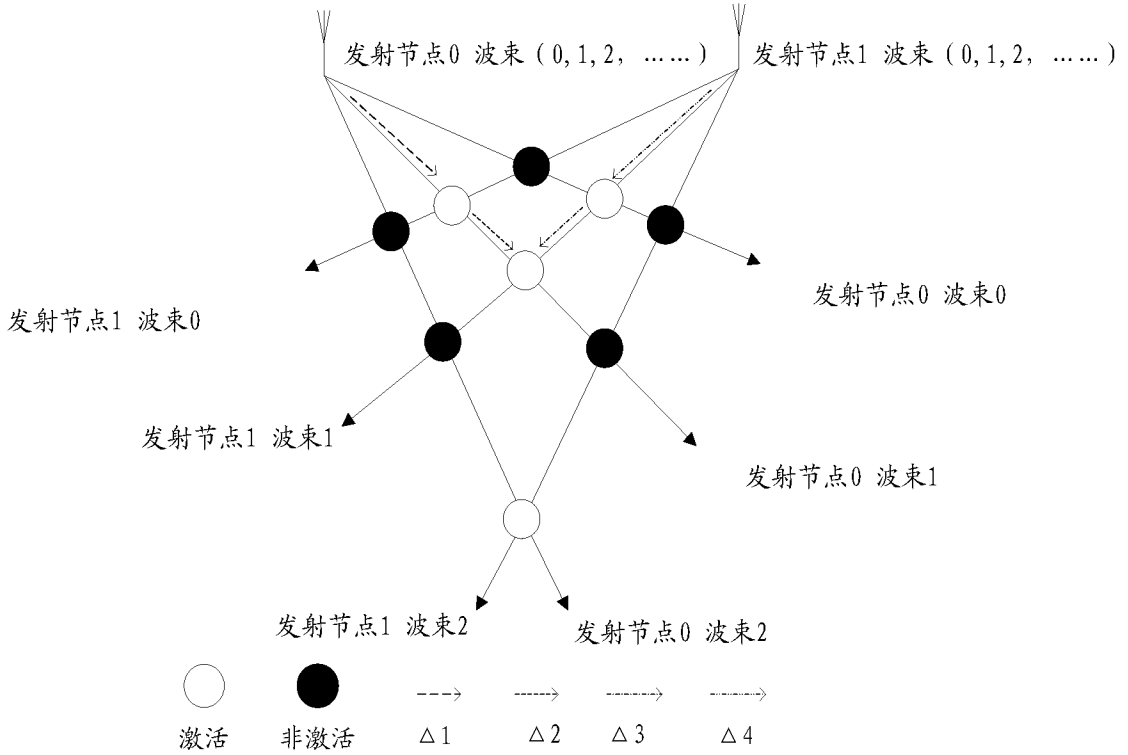 发射节点0 波束（0,1,2, ……）
发射节点1 波束（0,1,2, ……）
发射节点0 波束0
发射节点1 波束0
发射节点1 波束1
发射节点0 波束1
发射节点1 波束2
发射节点0 波束2
激活
非激活
△1
△2
△3
△4